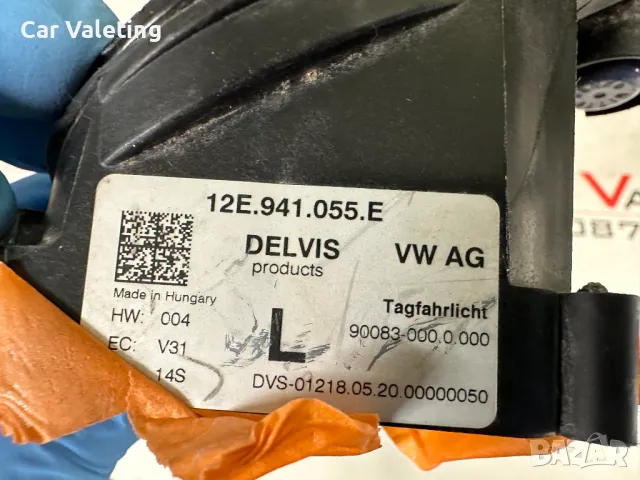 Car Valeting
12E.941.055.E
DELVIS
products
VW AG
Made in Hungary
HW: 004
EC: V31
14S
L
Tagfahrlicht
90083-000.0.000
DVS-01218.05.20.00000050
BAZAR